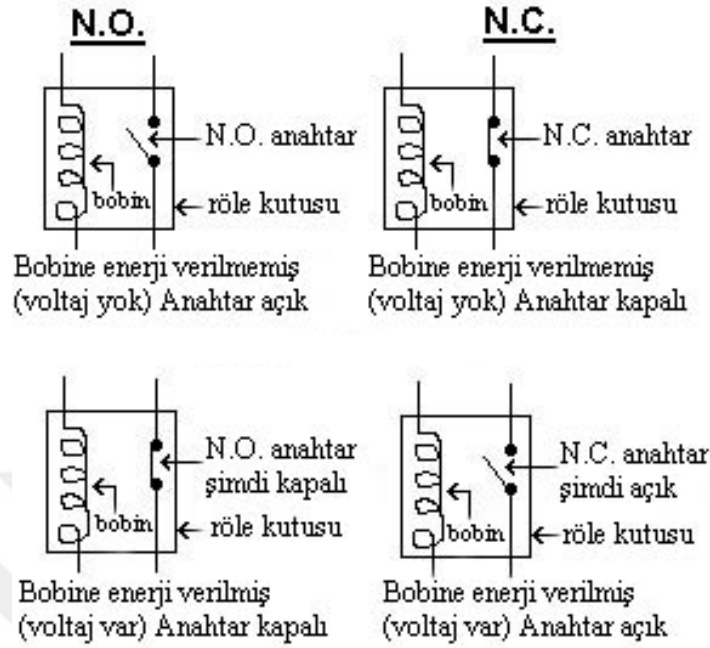 N.O.
N.O. anahtar
bobin
röle kutusu
Bobine enerji verilmemiş
(voltaj yok) Anahtar açık
N.C.
N.C. anahtar
bobin
röle kutusu
Bobine enerji verilmemiş
(voltaj yok) Anahtar kapalı
N.O. anahtar
şimdi kapalı
bobin
röle kutusu
Bobine enerji verilmiş
(voltaj var) Anahtar kapalı
N.C. anahtar
şimdi açık
bobin
röle kutusu
Bobine enerji verilmiş
(voltaj var) Anahtar açık